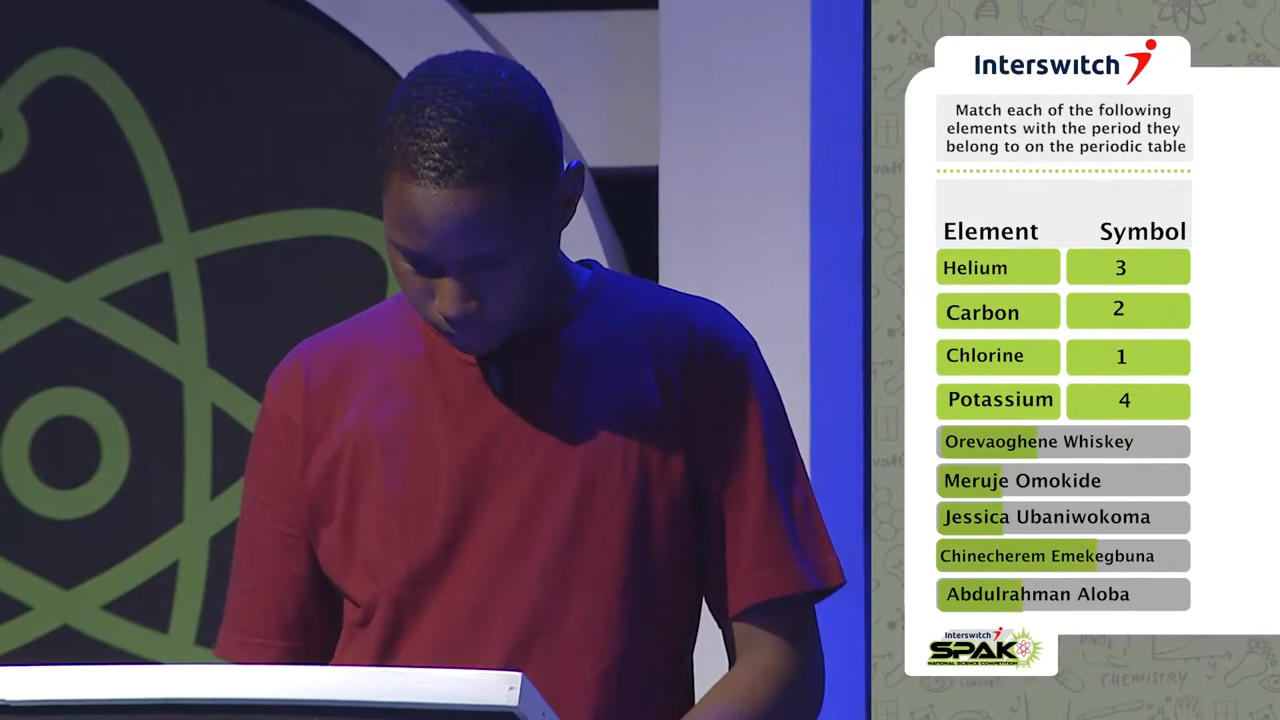 Interswitch
Match each of the following
elements with the period they
belong to on the periodic table
Element Symbol
Helium 3
Carbon 2
Chlorine 1
Potassium 4
Orevaoghene Whiskey
Meruje Omokide
Jessica Ubaniwokoma
Chinecherem Emekegbuna
Abdulrahman Aloba
Interswitch
SPAK
NATIONAL SCIENCE COMPETITION
CHEMISTRY